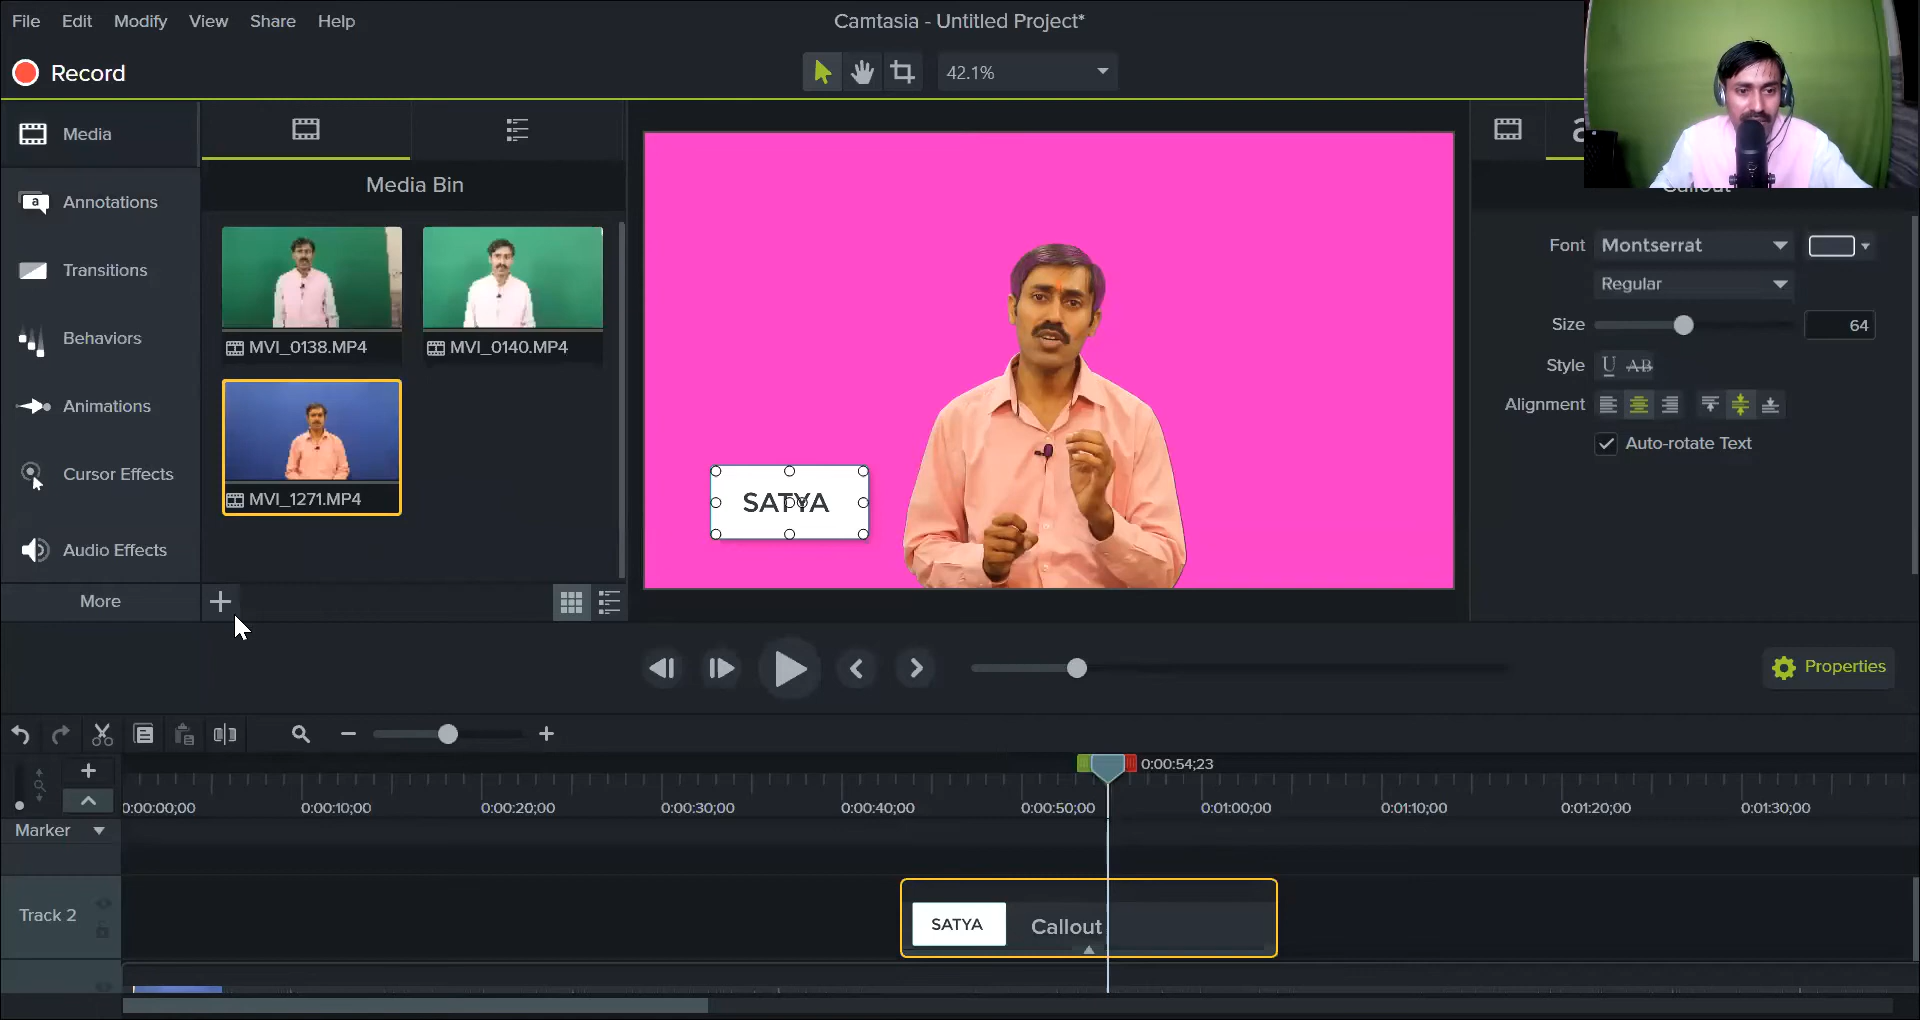 File Edit Modify View Share Help
Camtasia - Untitled Project*
Record
42.1%
Media
Annotations
Transitions
Behaviors
Animations
Cursor Effects
Audio Effects
More
Media Bin
MVI_0138.MP4
MVI_0140.MP4
MVI_1271.MP4
SATYA
Callout
Font Montserrat
Regular
Size 64
Style U AB
Alignment
Auto-rotate Text
Properties
0:00:54;23
0:00:00;00 0:00:10;00 0:00:20;00 0:00:30;00 0:00:40;00 0:00:50;00 0:01:00;00 0:01:10;00 0:01:20;00 0:01:30;00
Marker
Track 2
SATYA Callout